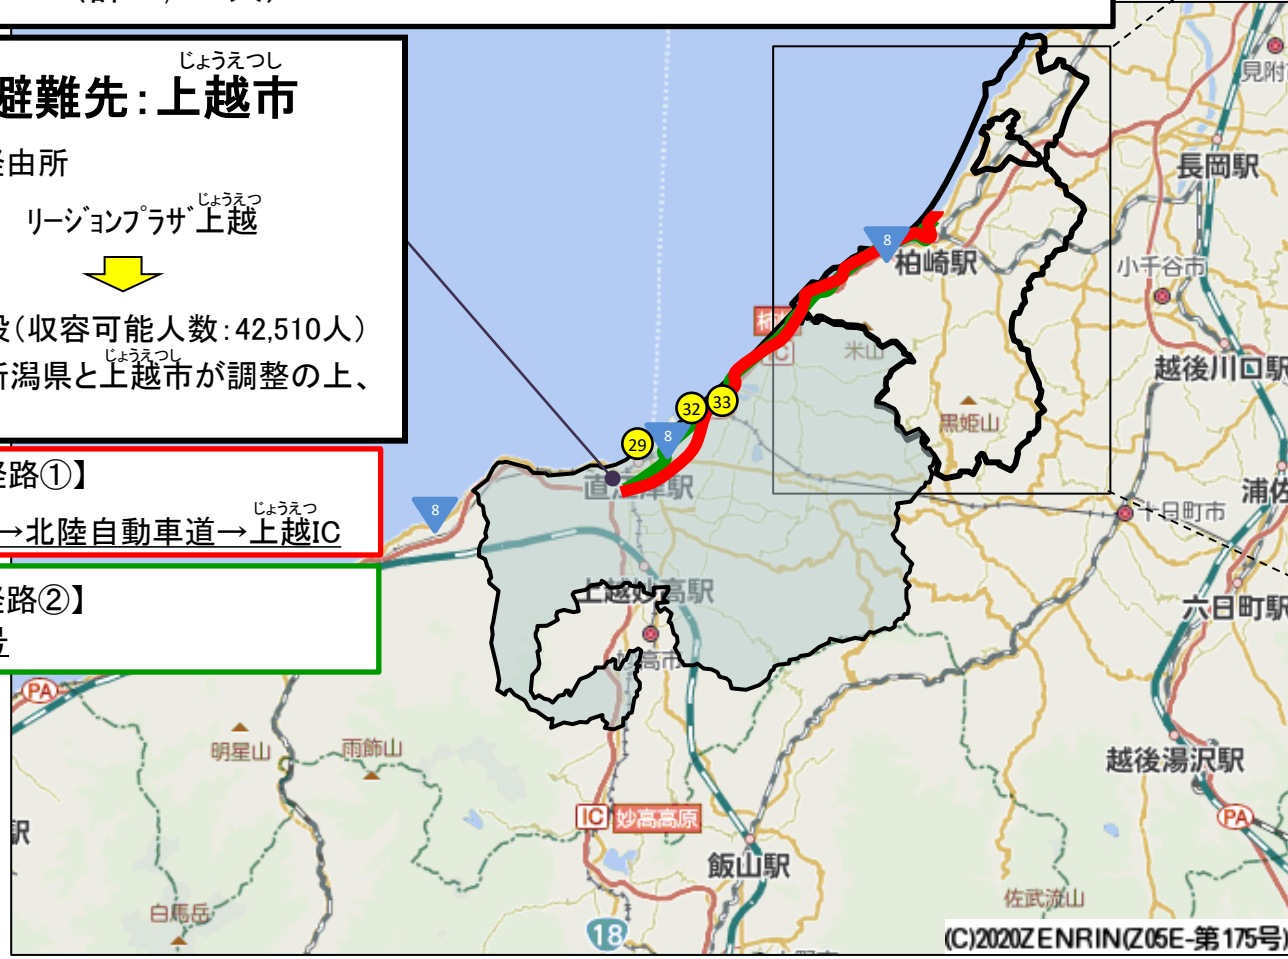 じょうえつし
避難先：上越市
経由所
じょうえつ
リージョンプラザ上越
設（収容可能人数：42,510人）
じょうえつし
新潟県と上越市が調整の上、
経路①】
じょうえつ
→北陸自動車道→上越IC
経路②】
号
見附
長岡駅
8
柏崎駅
小千谷市
柿
IC
米山
越後川口駅
33
32
黒姫山
8
29
直江津駅
浦佐
8
十日町市
上越妙高駅
六日町駅
妙高市
PA
明星山
雨飾山
越後湯沢駅
IC
妙高高原
PA
駅
飯山駅
佐武流山
白馬岳
18
(C)2020ZENRIN(Z05E-第175号)